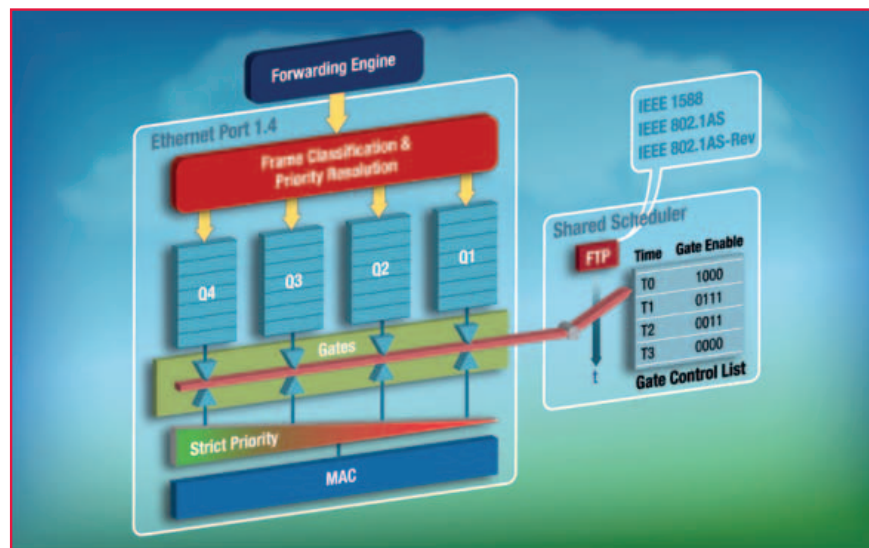 Forwarding Engine
Ethernet Port 1.4
Frame Classification &
Priority Resolution
Q4
Q3
Q2
Q1
Gates
Strict Priority
MAC
IEEE 1588
IEEE 802.1AS
IEEE 802.1AS-Rev
Shared Scheduler
FTP
Time Gate Enable
T0 1000
T1 0111
T2 0011
T3 0000
t
Gate Control List